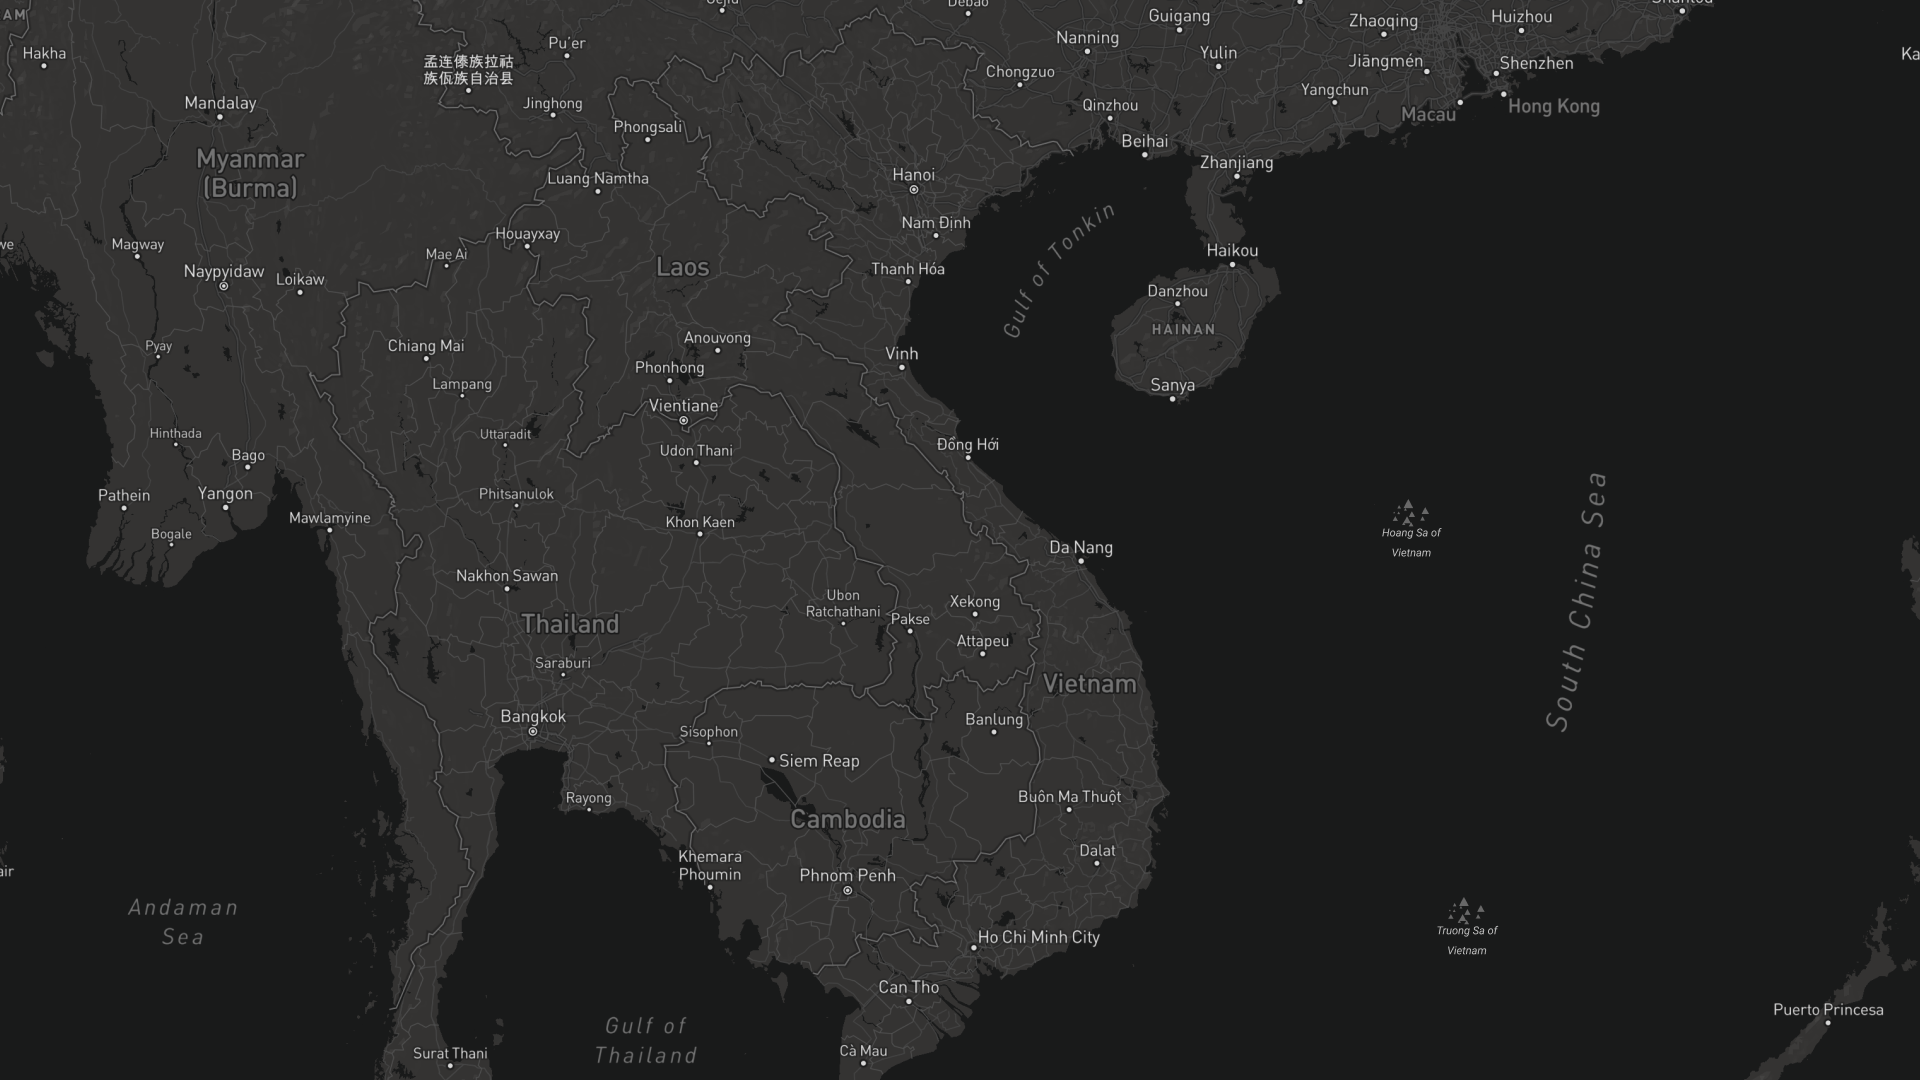 AM
Debao
Guigang
Zhaoqing
Huizhou
Shantou
Hakha
Pu'er
Nanning
Yulin
Jiāngmén
Shenzhen
孟连傣族拉祜
族佤族自治县
Chongzuo
Yangchun
Mandalay
Jinghong
Qinzhou
Macau
Hong Kong
Phongsali
Beihai
Myanmar
(Burma)
Zhanjiang
Luang Namtha
Hanoi
Gulf of Tonkin
Nam Định
Houayxay
Magway
Mae Ai
Haikou
Naypyidaw
Loikaw
Laos
Thanh Hóa
Danzhou
HAINAN
Pyay
Chiang Mai
Anouvong
Vinh
Phonhong
Lampang
Sanya
Vientiane
Hinthada
Uttaradit
Đồng Hới
Bago
Udon Thani
Pathein
Yangon
Phitsanulok
South China Sea
Mawlamyine
Khon Kaen
Bogale
Hoang Sa of
Vietnam
Da Nang
Nakhon Sawan
Ubon
Ratchathani
Xekong
Thailand
Pakse
Attapeu
Saraburi
Vietnam
Bangkok
Sisophon
Banlung
Siem Reap
Rayong
Buôn Ma Thuột
Cambodia
Dalat
Khemara
Phoumin
Phnom Penh
Andaman
Sea
Ho Chi Minh City
Truong Sa of
Vietnam
Can Tho
Puerto Princesa
Gulf of
Thailand
Surat Thani
Cà Mau